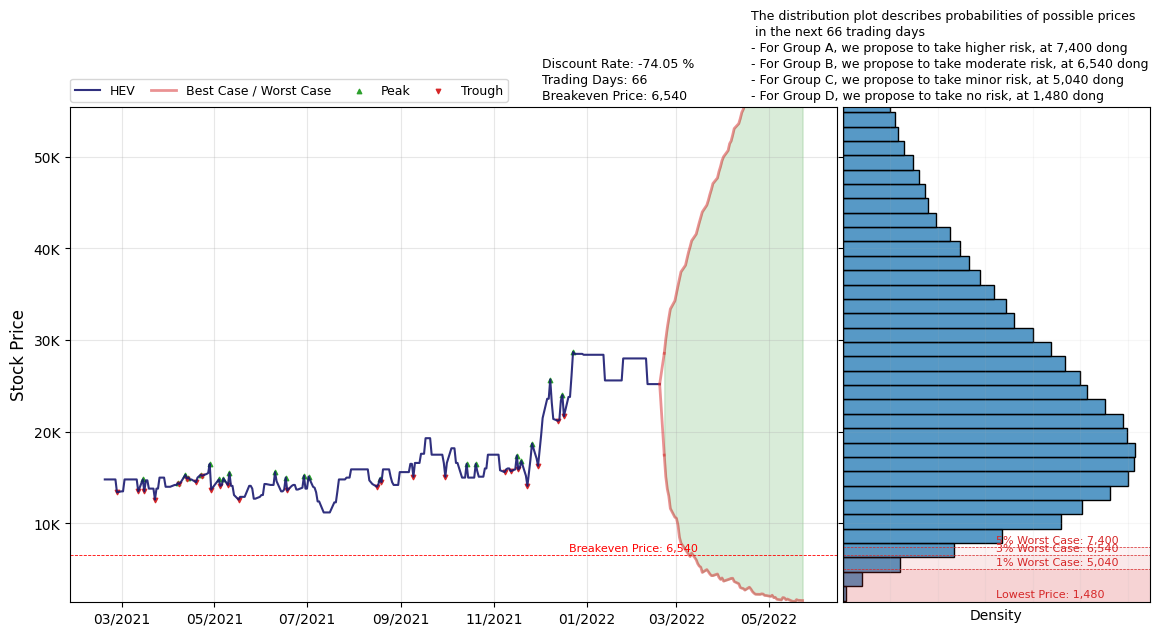 The distribution plot describes probabilities of possible prices
in the next 66 trading days
- For Group A, we propose to take higher risk, at 7,400 dong
- For Group B, we propose to take moderate risk, at 6,540 dong
- For Group C, we propose to take minor risk, at 5,040 dong
- For Group D, we propose to take no risk, at 1,480 dong
Discount Rate: -74.05 %
Trading Days: 66
Breakeven Price: 6,540
HEV
Best Case / Worst Case
Peak
Trough
Stock Price
50K
40K
30K
20K
10K
Breakeven Price: 6,540
5% Worst Case: 7,400
3% Worst Case: 6,540
1% Worst Case: 5,040
Lowest Price: 1,480
03/2021
05/2021
07/2021
09/2021
11/2021
01/2022
03/2022
05/2022
Density